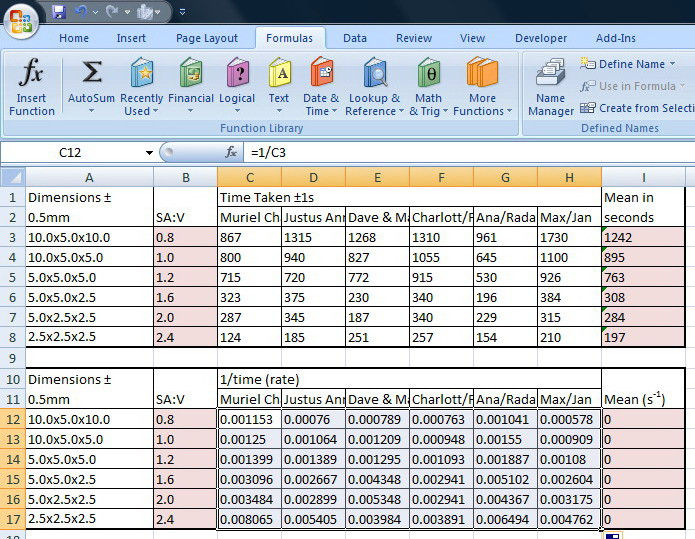 Home Insert Page Layout Formulas Data Review View Developer Add-Ins
Insert Function
AutoSum
Recently Used
Financial
Logical
Text
Date & Time
Lookup & Reference
Math & Trig
More Functions
Function Library
Name Manager
Define Name
Use in Formula
Create from Selecti
Defined Names
C12 fx =1/C3
A B C D E F G H I
1 Dimensions ± Time Taken ±1s Mean in
2 0.5mm SA:V Muriel Ch Justus Ann Dave & Ma Charlott/F Ana/Rada Max/Jan seconds
3 10.0x5.0x10.0 0.8 867 1315 1268 1310 961 1730 1242
4 10.0x5.0x5.0 1.0 800 940 827 1055 645 1100 895
5 5.0x5.0x5.0 1.2 715 720 772 915 530 926 763
6 5.0x5.0x2.5 1.6 323 375 230 340 196 384 308
7 5.0x2.5x2.5 2.0 287 345 187 340 229 315 284
8 2.5x2.5x2.5 2.4 124 185 251 257 154 210 197
9
10 Dimensions ± 1/time (rate)
11 0.5mm SA:V Muriel Ch Justus Ann Dave & Ma Charlott/F Ana/Rada Max/Jan Mean (s⁻¹)
12 10.0x5.0x10.0 0.8 0.001153 0.00076 0.000789 0.000763 0.001041 0.000578 0
13 10.0x5.0x5.0 1.0 0.00125 0.001064 0.001209 0.000948 0.00155 0.000909 0
14 5.0x5.0x5.0 1.2 0.001399 0.001389 0.001295 0.001093 0.001887 0.00108 0
15 5.0x5.0x2.5 1.6 0.003096 0.002667 0.004348 0.002941 0.005102 0.002604 0
16 5.0x2.5x2.5 2.0 0.003484 0.002899 0.005348 0.002941 0.004367 0.003175 0
17 2.5x2.5x2.5 2.4 0.008065 0.005405 0.003984 0.003891 0.006494 0.004762 0